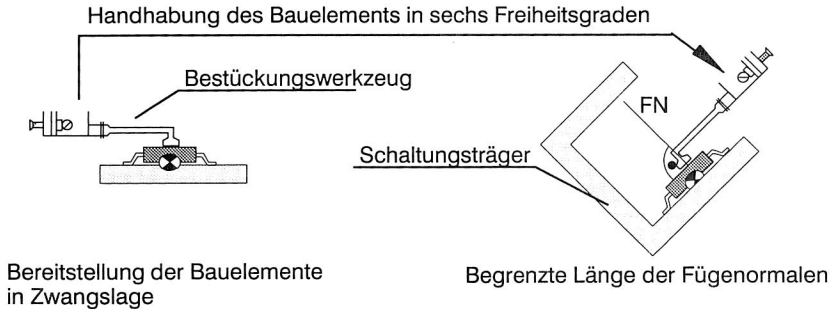 Handhabung des Bauelements in sechs Freiheitsgraden
Bestückungswerkzeug
FN
Schaltungsträger
Bereitstellung der Bauelemente
in Zwangslage
Begrenzte Länge der Fügenormalen